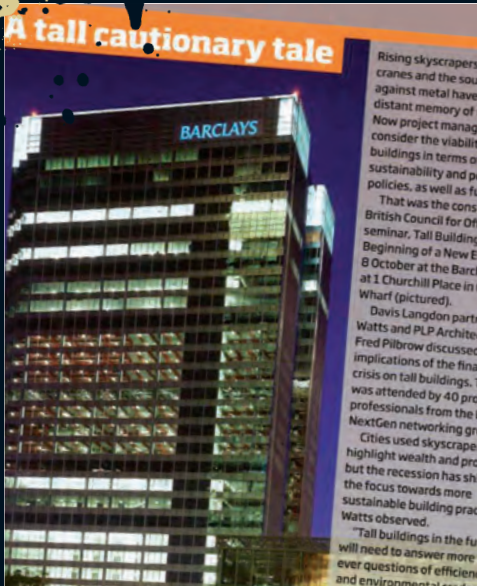 A tall cautionary tale
BARCLAYS
Rising skyscrapers
cranes and the sou
against metal have
distant memory of
Now project manag
consider the viabilit
buildings in terms o
sustainability and p
policies, as well as fu
That was the cons
British Council for Of
seminar, Tall Building
Beginning of a New E
8 October at the Barcl
at 1 Churchill Place in
Wharf (pictured).
Davis Langdon partn
Watts and PLP Archite
Fred Pilbrow discussed
implications of the fina
crisis on tall buildings. T
was attended by 40 pro
professionals from the
NextGen networking gr
Cities used skyscrape
highlight wealth and pro
but the recession has shi
the focus towards more
sustainable building prac
Watts observed.
"Tall buildings in the fu
will need to answer more
ever questions of efficien
and environmental